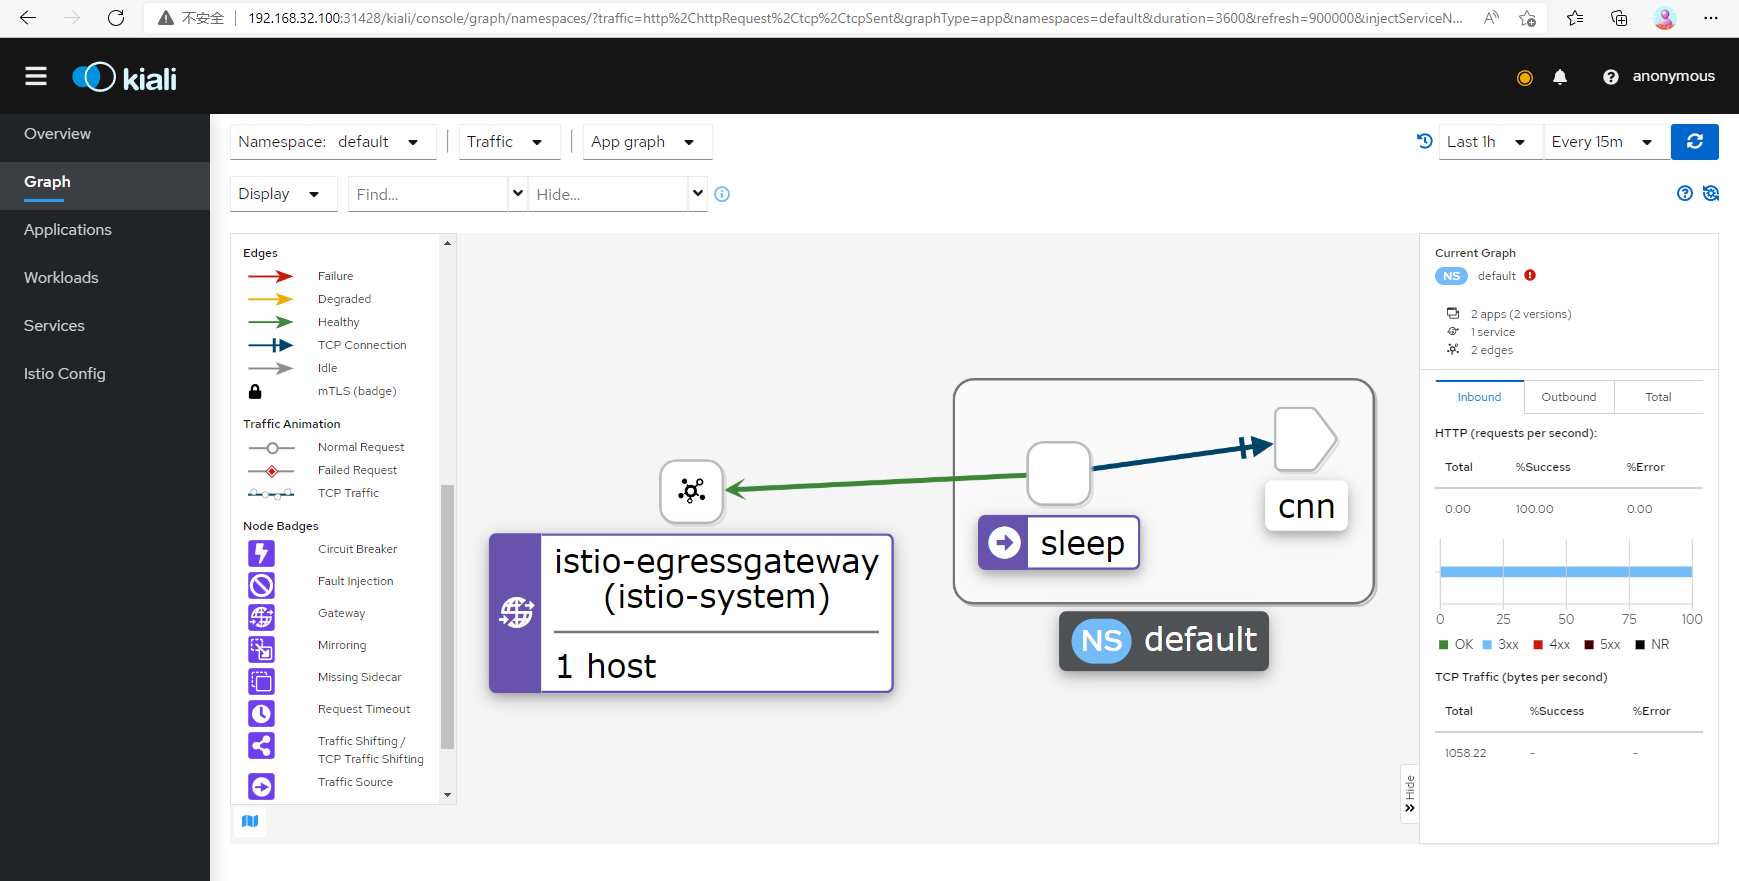 不安全
192.168.32.100:31428/kiali/console/graph/namespaces/?traffic=http%2ChttpRequest%2Ctcp%2CtcpSent&graphType=app&namespaces=default&duration=3600&refresh=900000&injectServiceN...
kiali
anonymous
Overview
Graph
Applications
Workloads
Services
Istio Config
Namespace: default
Traffic
App graph
Last 1h
Every 15m
Display
Find...
Hide...
Edges
Failure
Degraded
Healthy
TCP Connection
Idle
mTLS (badge)
Traffic Animation
Normal Request
Failed Request
TCP Traffic
Node Badges
Circuit Breaker
Fault Injection
Gateway
Mirroring
Missing Sidecar
Request Timeout
Traffic Shifting /
TCP Traffic Shifting
Traffic Source
istio-egressgateway
(istio-system)
1 host
sleep
cnn
NS default
Hide
Current Graph
NS default
2 apps (2 versions)
1 service
2 edges
Inbound Outbound Total
HTTP (requests per second):
Total %Success %Error
0.00 100.00 0.00
0 25 50 75 100
OK 3xx 4xx 5xx NR
TCP Traffic (bytes per second)
Total %Success %Error
1058.22 - -